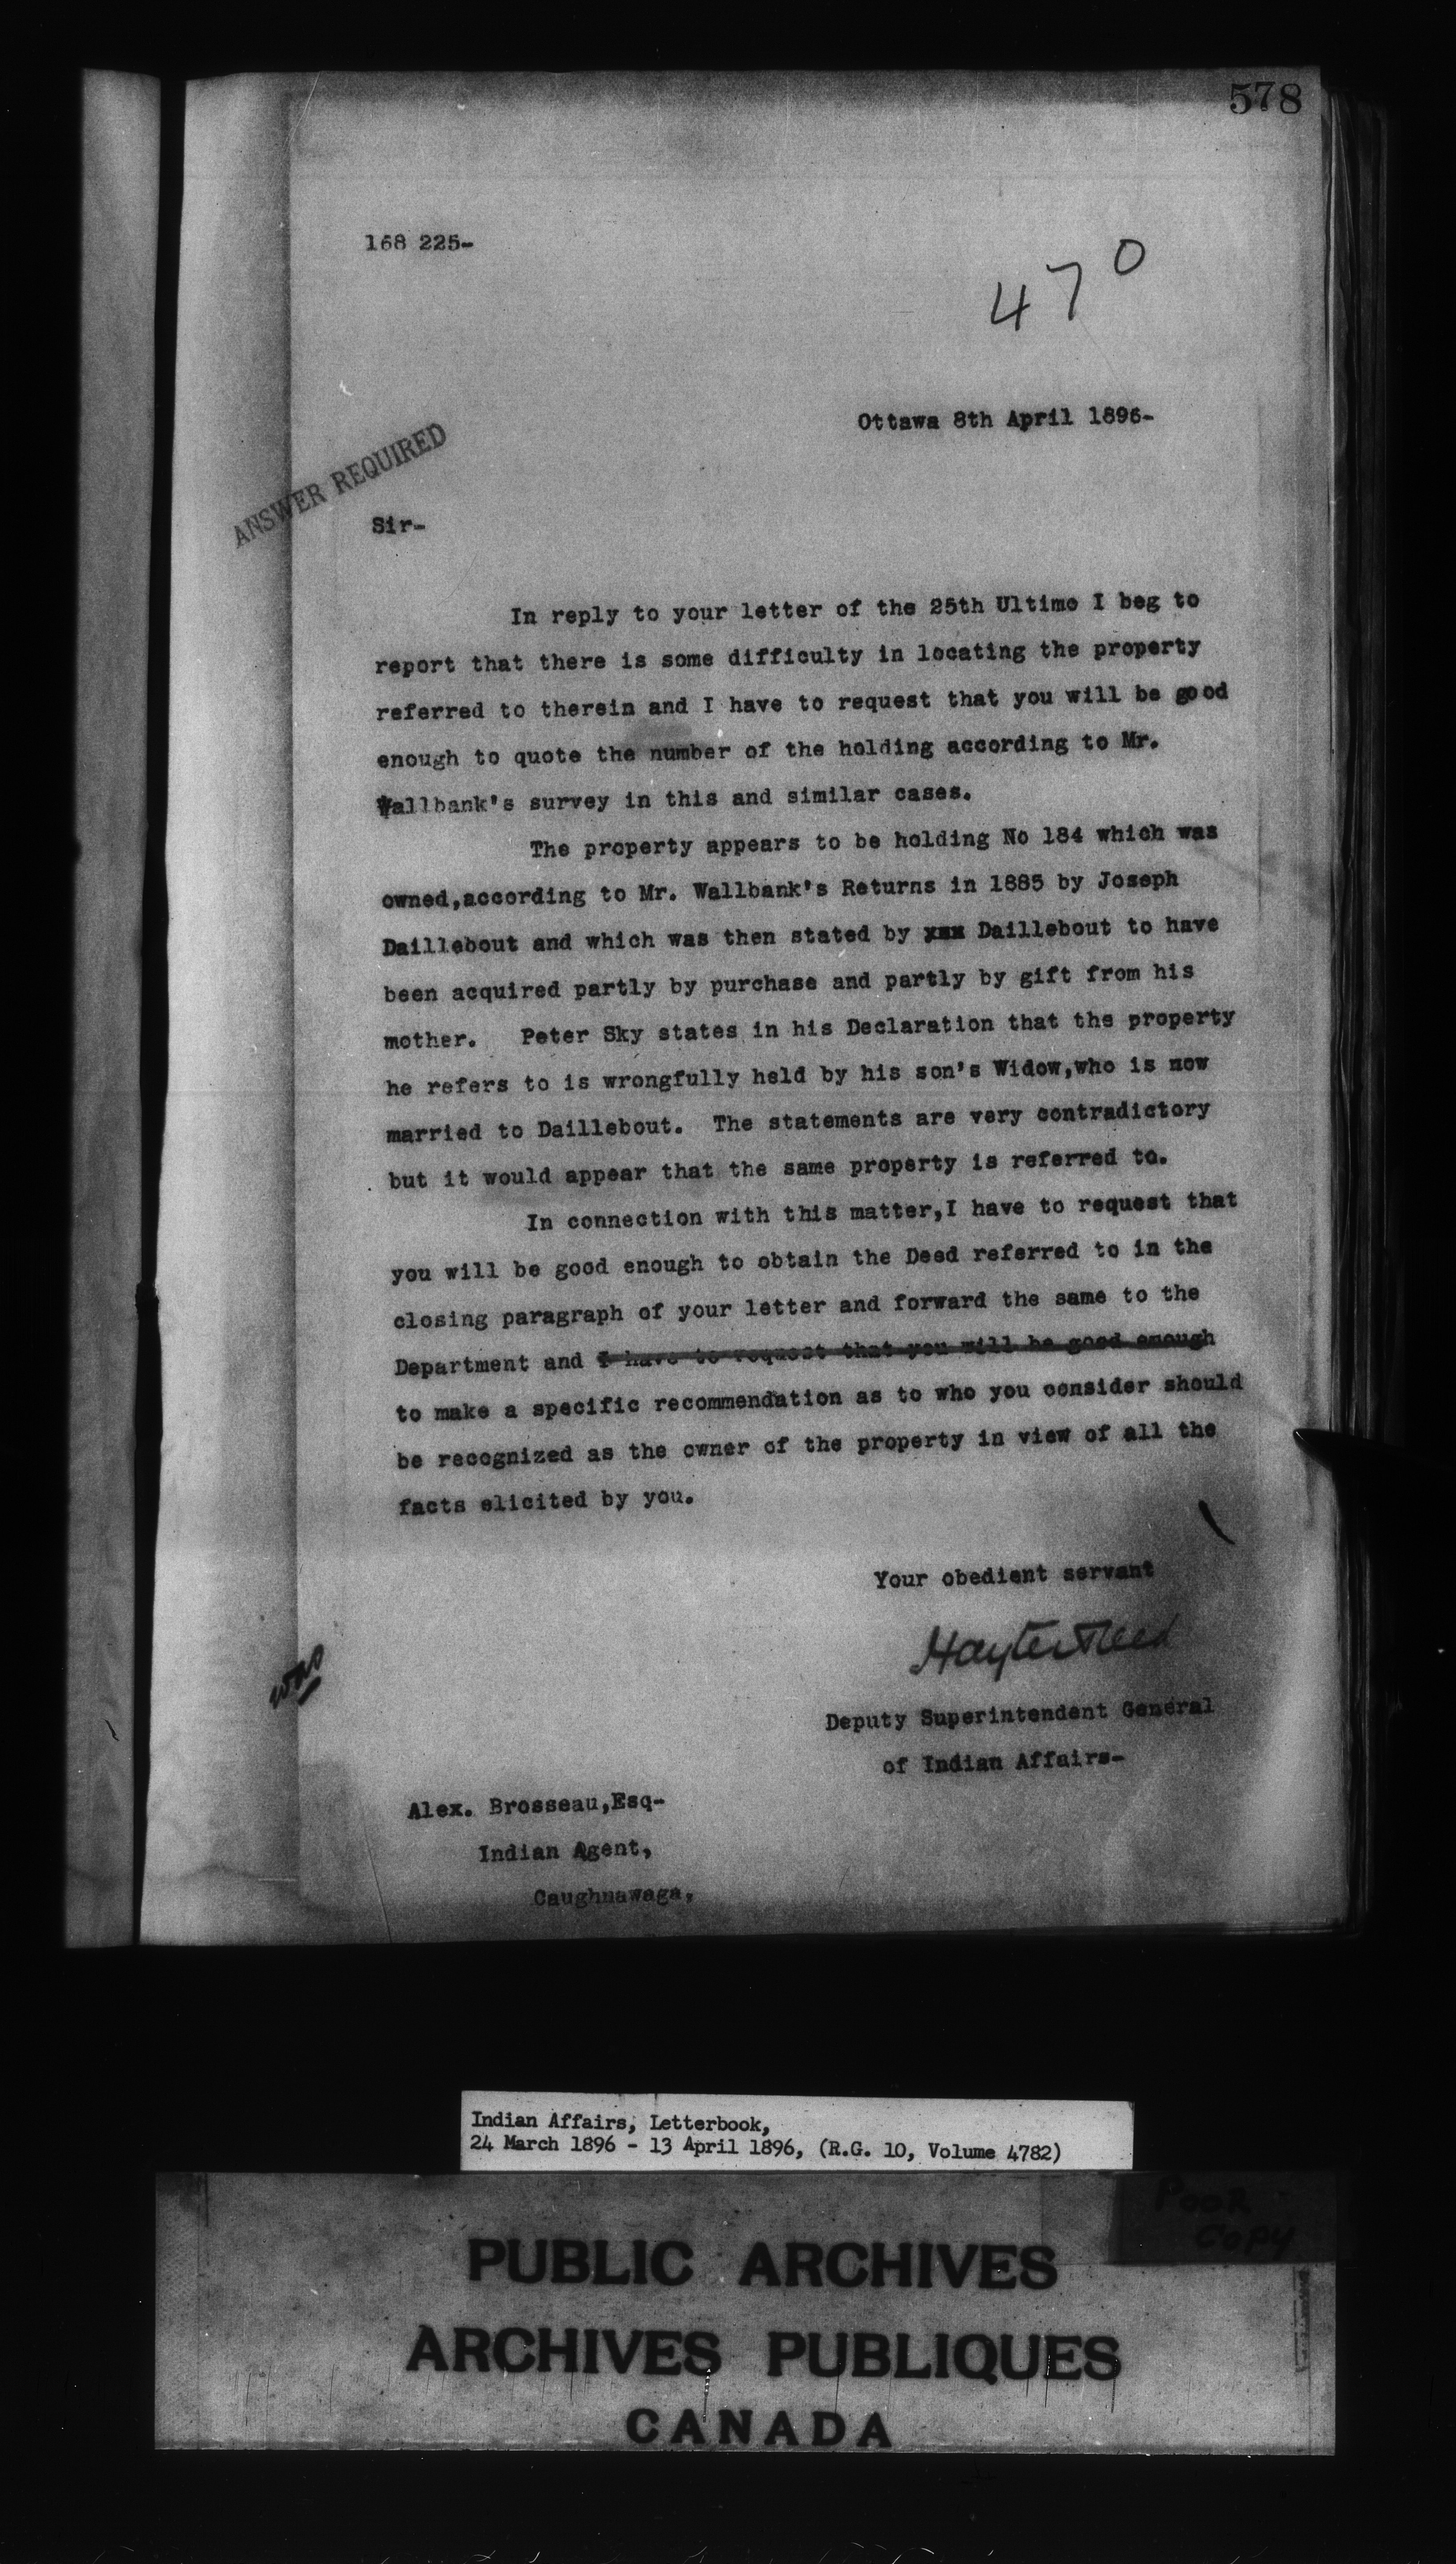 578
168 225-
470
Ottawa 8th April 1896-
ANSWER REQUIRED
Sir-
In reply to your letter of the 25th Ultimo I beg to
report that there is some difficulty in locating the property
referred to therein and I have to request that you will be good
enough to quote the number of the holding according to Mr.
Wallbank's survey in this and similar cases.
The property appears to be holding No 184 which was
owned,according to Mr. Wallbank's Returns in 1885 by Joseph
Daillebout and which was then stated by xxx Daillebout to have
been acquired partly by purchase and partly by gift from his
mother. Peter Sky states in his Declaration that the property
he refers to is wrongfully held by his son's Widow,who is now
married to Daillebout. The statements are very contradictory
but it would appear that the same property is referred to.
In connection with this matter,I have to request that
you will be good enough to obtain the Deed referred to in the
closing paragraph of your letter and forward the same to the
Department and I have to request that you will be good enough
to make a specific recommendation as to who you consider should
be recognized as the owner of the property in view of all the
facts elicited by you.
Your obedient servant
Hayter Reed
Deputy Superintendent General
of Indian Affairs-
Alex. Brosseau,Esq-
Indian Agent,
Caughnawaga,
Indian Affairs, Letterbook,
24 March 1896 - 13 April 1896, (R.G. 10, Volume 4782)
POOR
COPY
PUBLIC ARCHIVES
ARCHIVES PUBLIQUES
CANADA